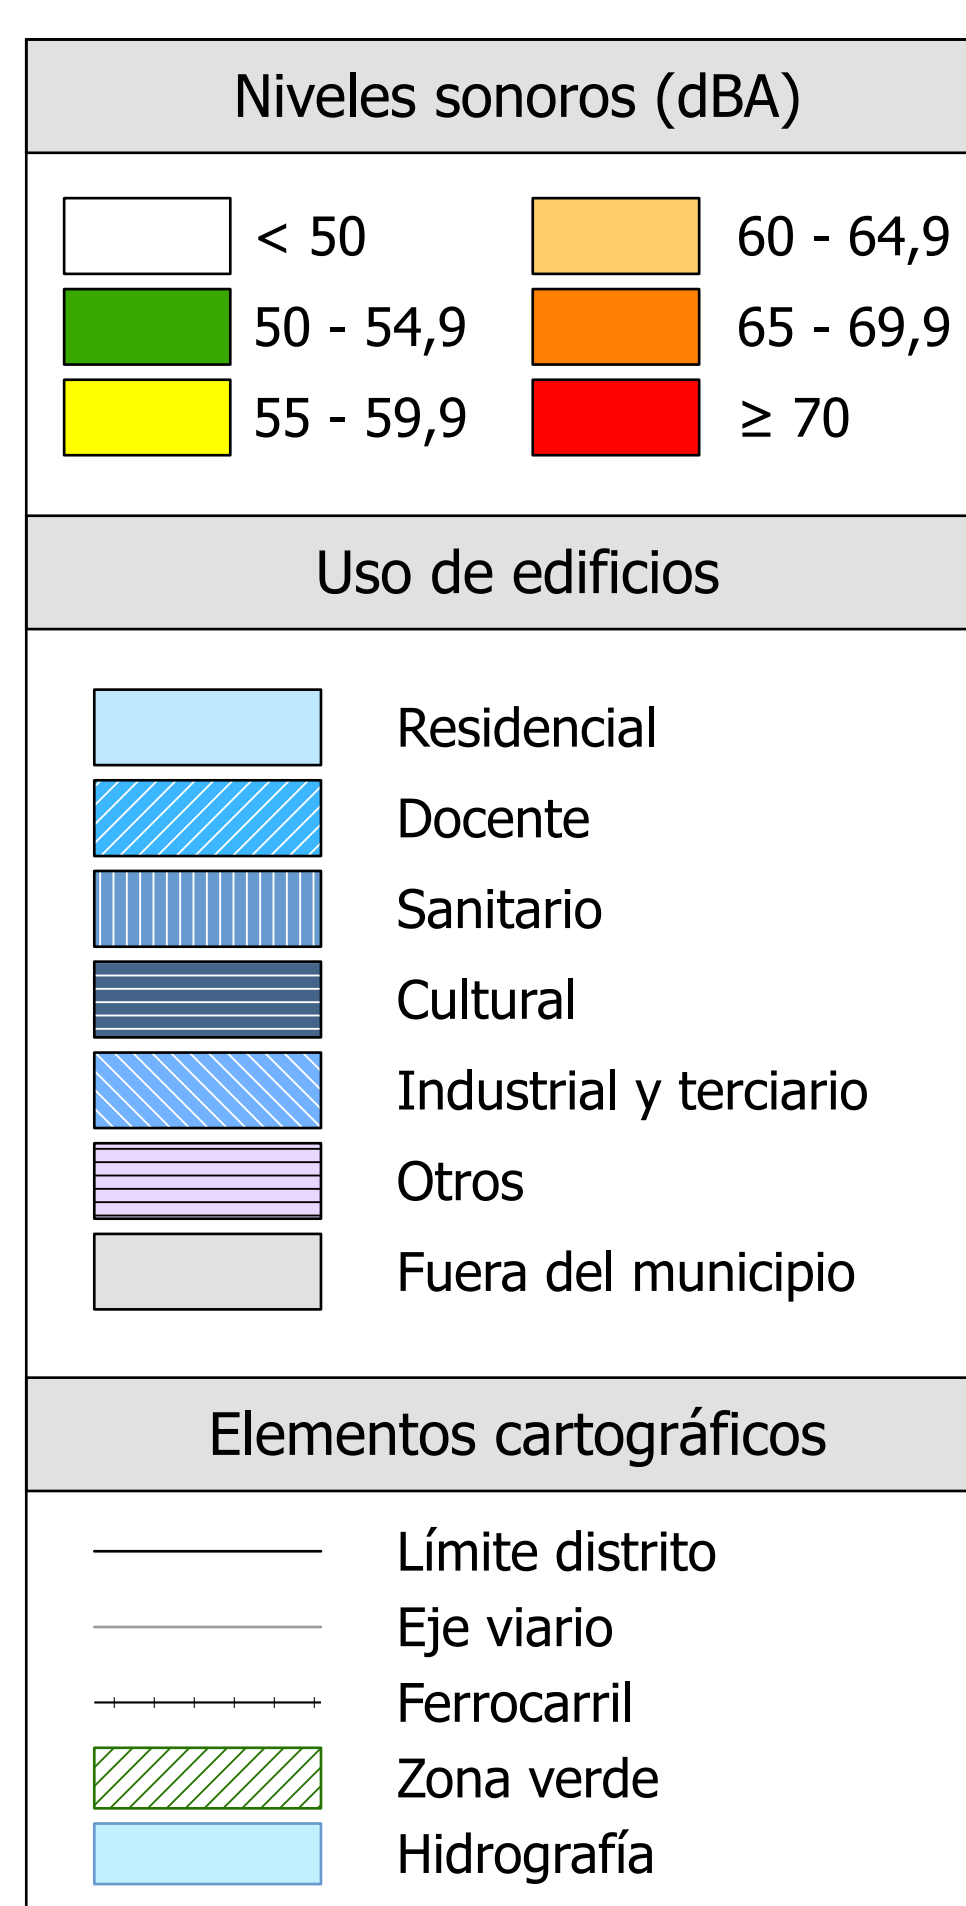 Niveles sonoros (dBA)
< 50
60 - 64,9
50 - 54,9
65 - 69,9
55 - 59,9
≥ 70
Uso de edificios
Residencial
Docente
Sanitario
Cultural
Industrial y terciario
Otros
Fuera del municipio
Elementos cartográficos
Límite distrito
Eje viario
Ferrocarril
Zona verde
Hidrografía